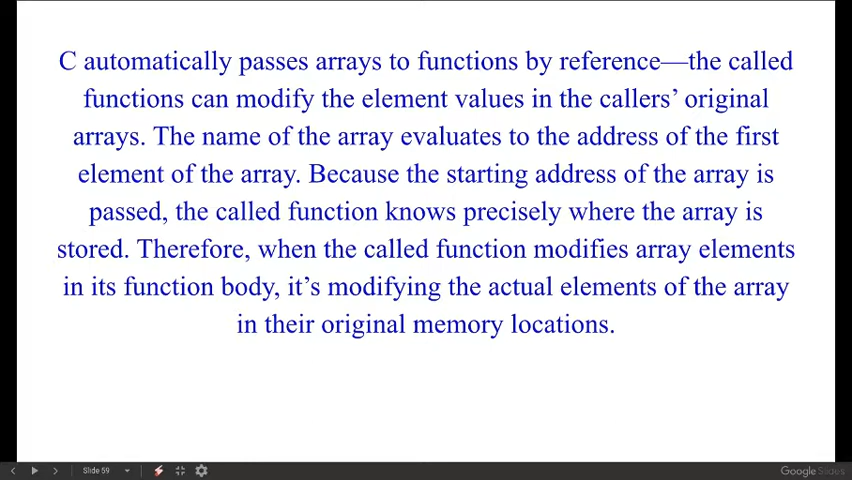 C automatically passes arrays to functions by reference—the called
functions can modify the element values in the callers’ original
arrays. The name of the array evaluates to the address of the first
element of the array. Because the starting address of the array is
passed, the called function knows precisely where the array is
stored. Therefore, when the called function modifies array elements
in its function body, it’s modifying the actual elements of the array
in their original memory locations.
Slide 59
Google Slides